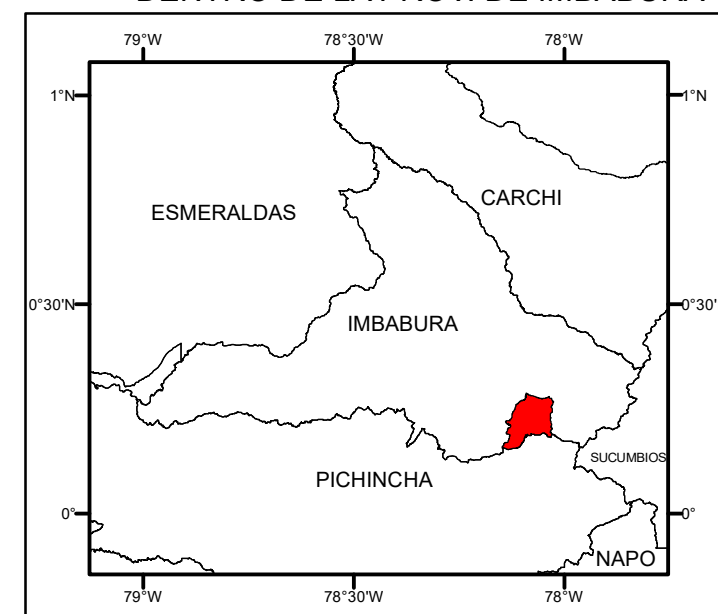 79°W 78°30'W 78°W
1°N 1°N
CARCHI
ESMERALDAS
0°30'N 0°30'
IMBABURA
SUCUMBIOS
PICHINCHA
0° 0°
NAPO
79°W 78°30'W 78°W